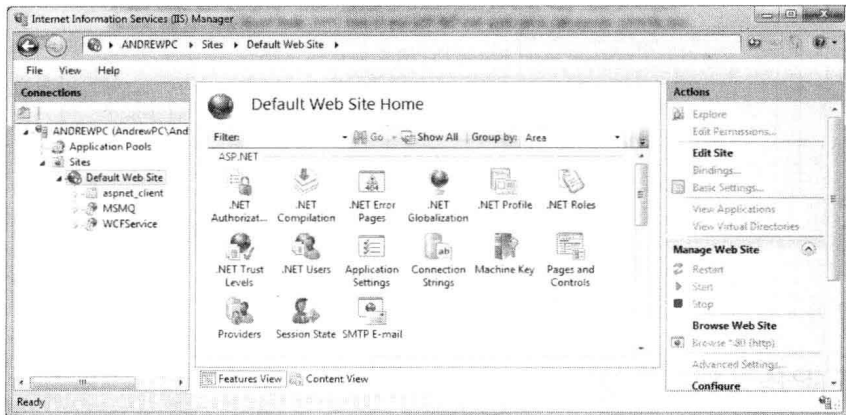 Internet Information Services (IIS) Manager
ANDREWPC
Sites
Default Web Site
File View Help
Connections
ANDREWPC (AndrewPC\And
Application Pools
Sites
Default Web Site
aspnet_client
MSMQ
WCFService
Default Web Site Home
Filter: Go Show All Group by: Area
ASP.NET
.NET Authorizat...
.NET Compilation
.NET Error Pages
.NET Globalization
.NET Profile
.NET Roles
.NET Trust Levels
.NET Users
Application Settings
Connection Strings
Machine Key
Pages and Controls
Providers
Session State
SMTP E-mail
Features View Content View
Actions
Explore
Edit Permissions...
Edit Site
Bindings...
Basic Settings...
View Applications
View Virtual Directories
Manage Web Site
Restart
Start
Stop
Browse Web Site
Browse *:80 (http)
Advanced Settings...
Configure
Ready